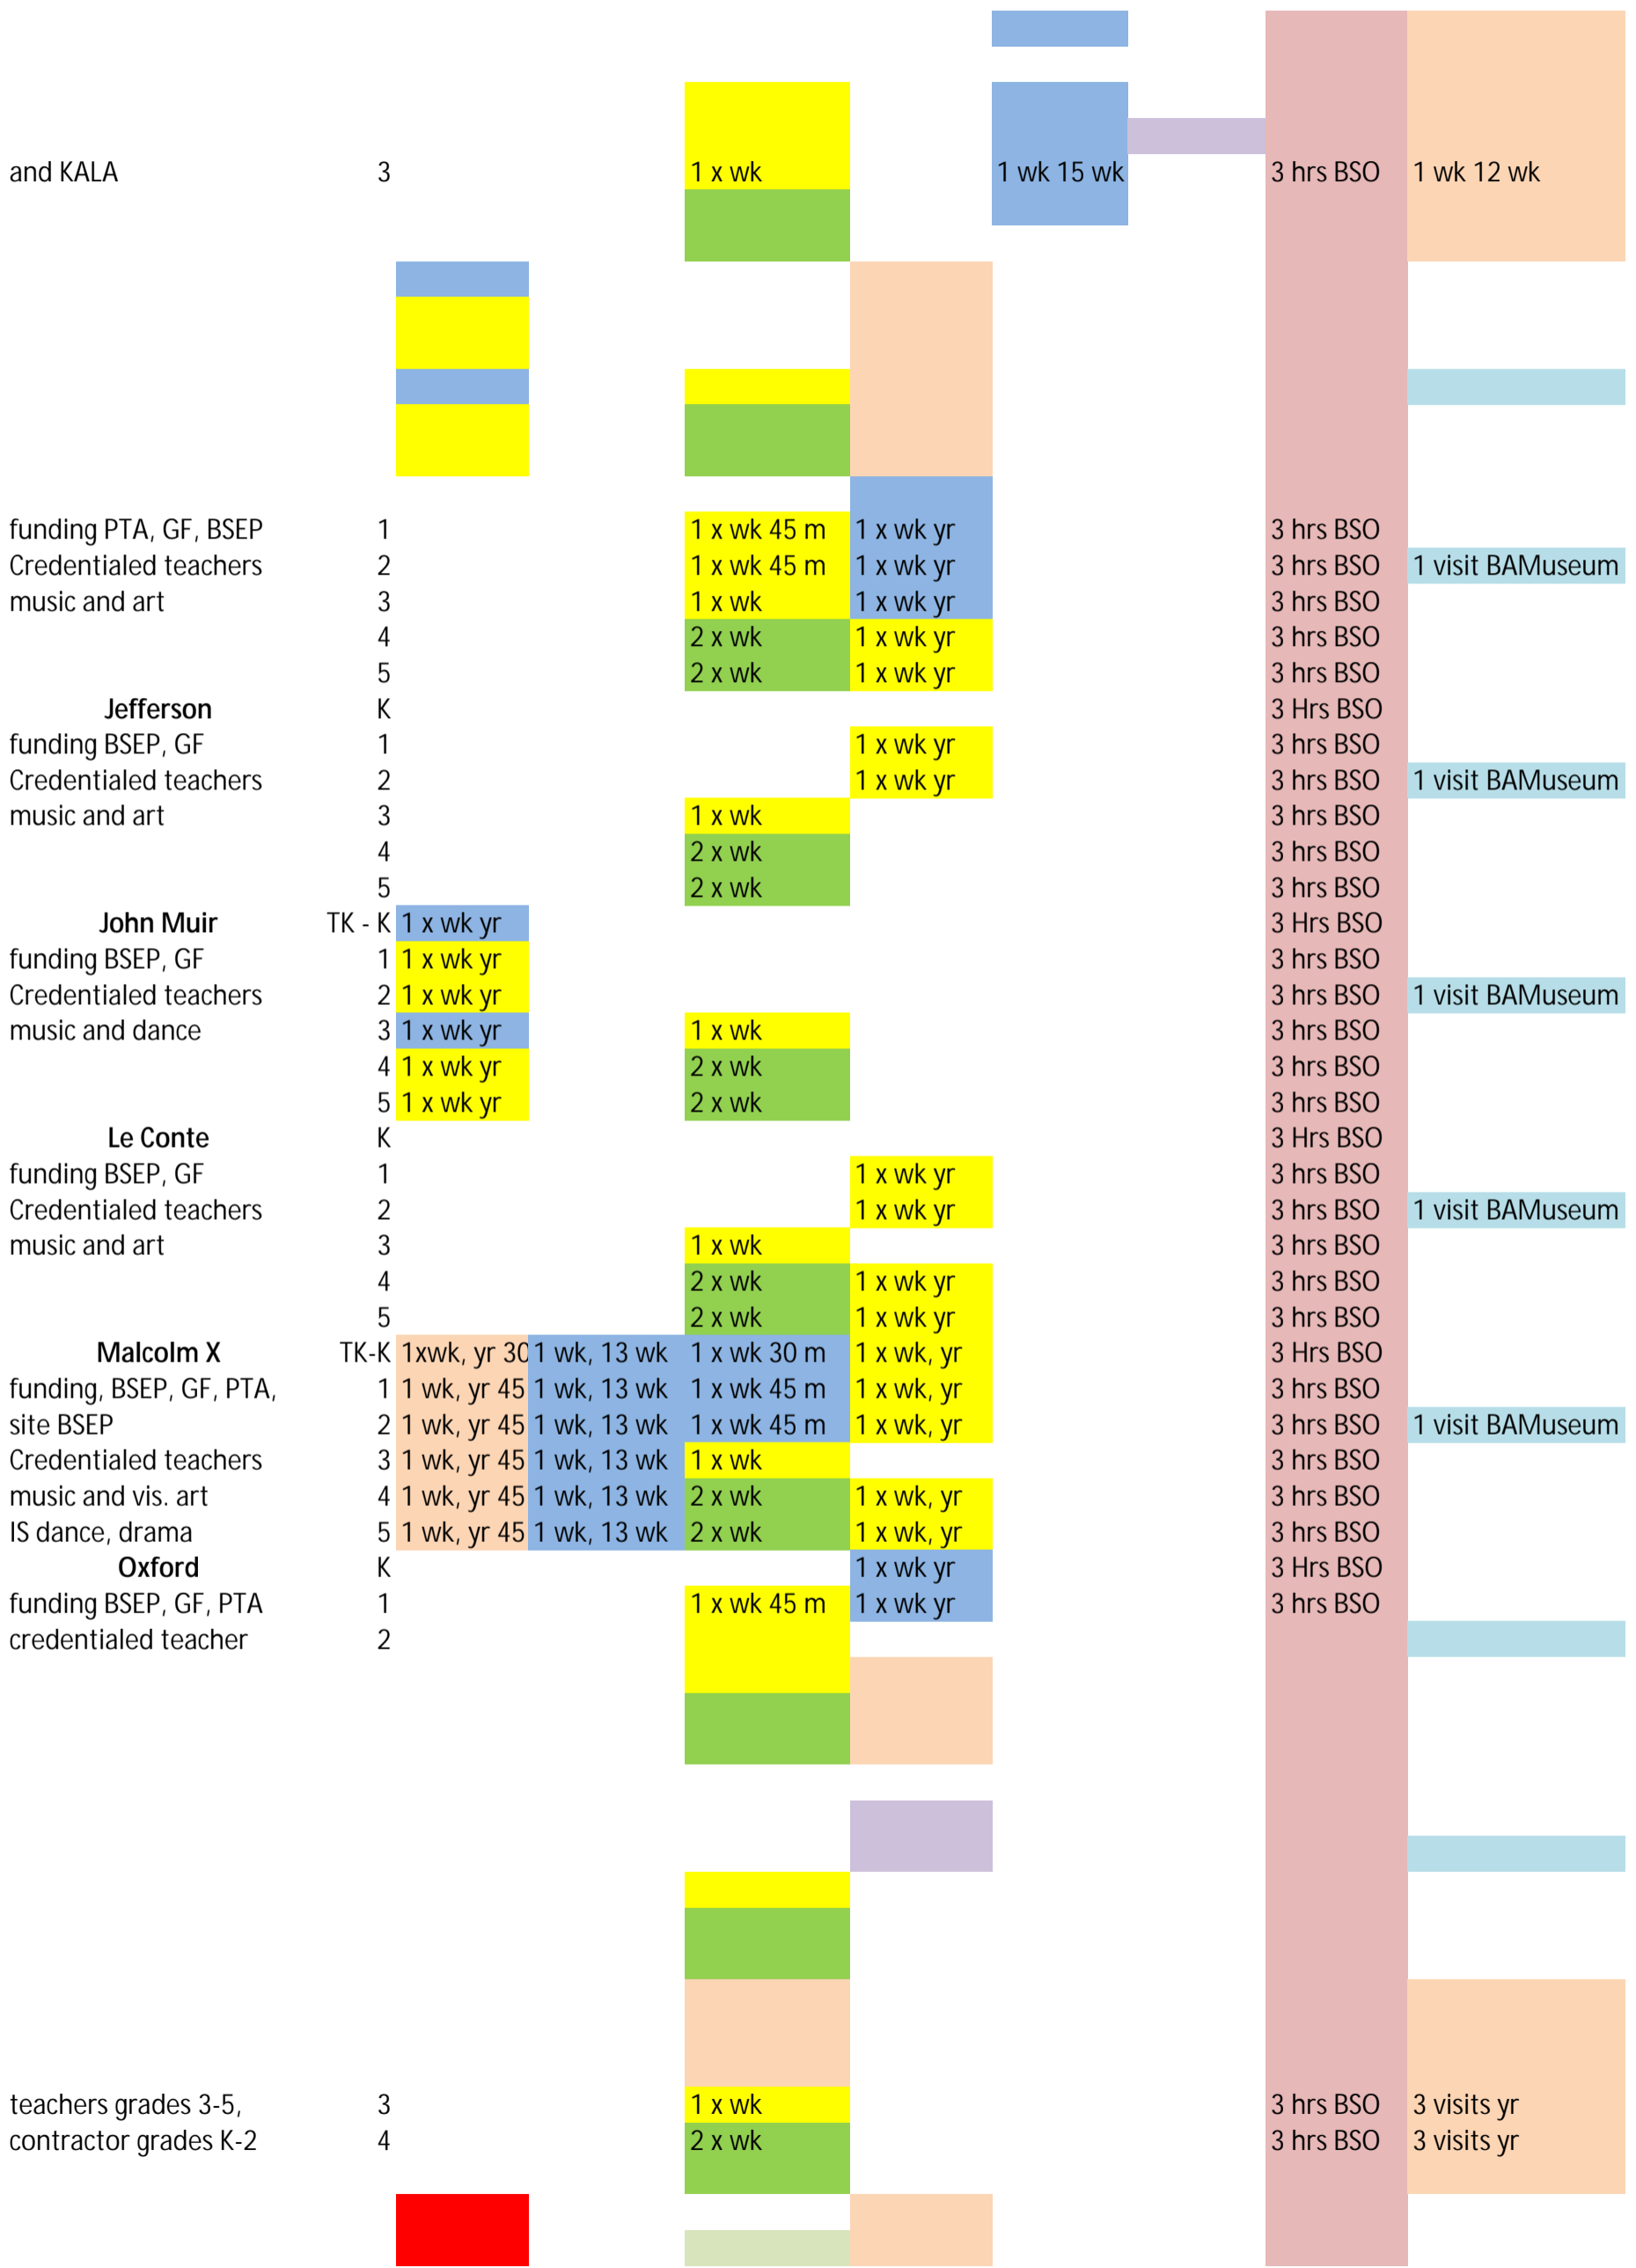 and KALA 3 1 x wk 1 wk 15 wk 3 hrs BSO 1 wk 12 wk
funding PTA, GF, BSEP 1 1 x wk 45 m 1 x wk yr 3 hrs BSO
Credentialed teachers 2 1 x wk 45 m 1 x wk yr 3 hrs BSO 1 visit BAMuseum
music and art 3 1 x wk 1 x wk yr 3 hrs BSO
4 2 x wk 1 x wk yr 3 hrs BSO
5 2 x wk 1 x wk yr 3 hrs BSO
Jefferson K 3 Hrs BSO
funding BSEP, GF 1 1 x wk yr 3 hrs BSO
Credentialed teachers 2 1 x wk yr 3 hrs BSO 1 visit BAMuseum
music and art 3 1 x wk 3 hrs BSO
4 2 x wk 3 hrs BSO
5 2 x wk 3 hrs BSO
John Muir TK - K 1 x wk yr 3 Hrs BSO
funding BSEP, GF 1 1 x wk yr 3 hrs BSO
Credentialed teachers 2 1 x wk yr 3 hrs BSO 1 visit BAMuseum
music and dance 3 1 x wk yr 1 x wk 3 hrs BSO
4 1 x wk yr 2 x wk 3 hrs BSO
5 1 x wk yr 2 x wk 3 hrs BSO
Le Conte K 3 Hrs BSO
funding BSEP, GF 1 1 x wk yr 3 hrs BSO
Credentialed teachers 2 1 x wk yr 3 hrs BSO 1 visit BAMuseum
music and art 3 1 x wk 3 hrs BSO
4 2 x wk 1 x wk yr 3 hrs BSO
5 2 x wk 1 x wk yr 3 hrs BSO
Malcolm X TK-K 1xwk, yr 30 1 wk, 13 wk 1 x wk 30 m 1 x wk, yr 3 Hrs BSO
funding, BSEP, GF, PTA, 1 1 wk, yr 45 1 wk, 13 wk 1 x wk 45 m 1 x wk, yr 3 hrs BSO
site BSEP 2 1 wk, yr 45 1 wk, 13 wk 1 x wk 45 m 1 x wk, yr 3 hrs BSO 1 visit BAMuseum
Credentialed teachers 3 1 wk, yr 45 1 wk, 13 wk 1 x wk 3 hrs BSO
music and vis. art 4 1 wk, yr 45 1 wk, 13 wk 2 x wk 1 x wk, yr 3 hrs BSO
IS dance, drama 5 1 wk, yr 45 1 wk, 13 wk 2 x wk 1 x wk, yr 3 hrs BSO
Oxford K 1 x wk yr 3 Hrs BSO
funding BSEP, GF, PTA 1 1 x wk 45 m 1 x wk yr 3 hrs BSO
credentialed teacher 2
teachers grades 3-5, 3 1 x wk 3 hrs BSO 3 visits yr
contractor grades K-2 4 2 x wk 3 hrs BSO 3 visits yr